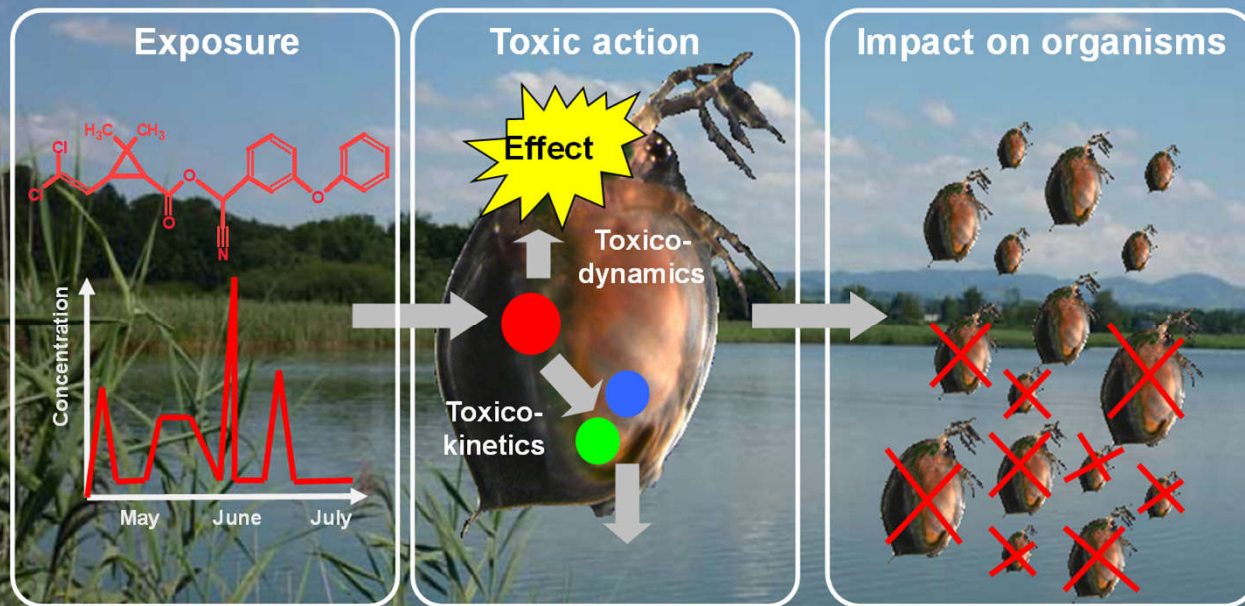 Exposure
H₃C
CH₃
Cl
Cl
O
O
O
N
Concentration
May
June
July
Toxic action
Effect
Toxico-
dynamics
Toxico-
kinetics
Impact on organisms